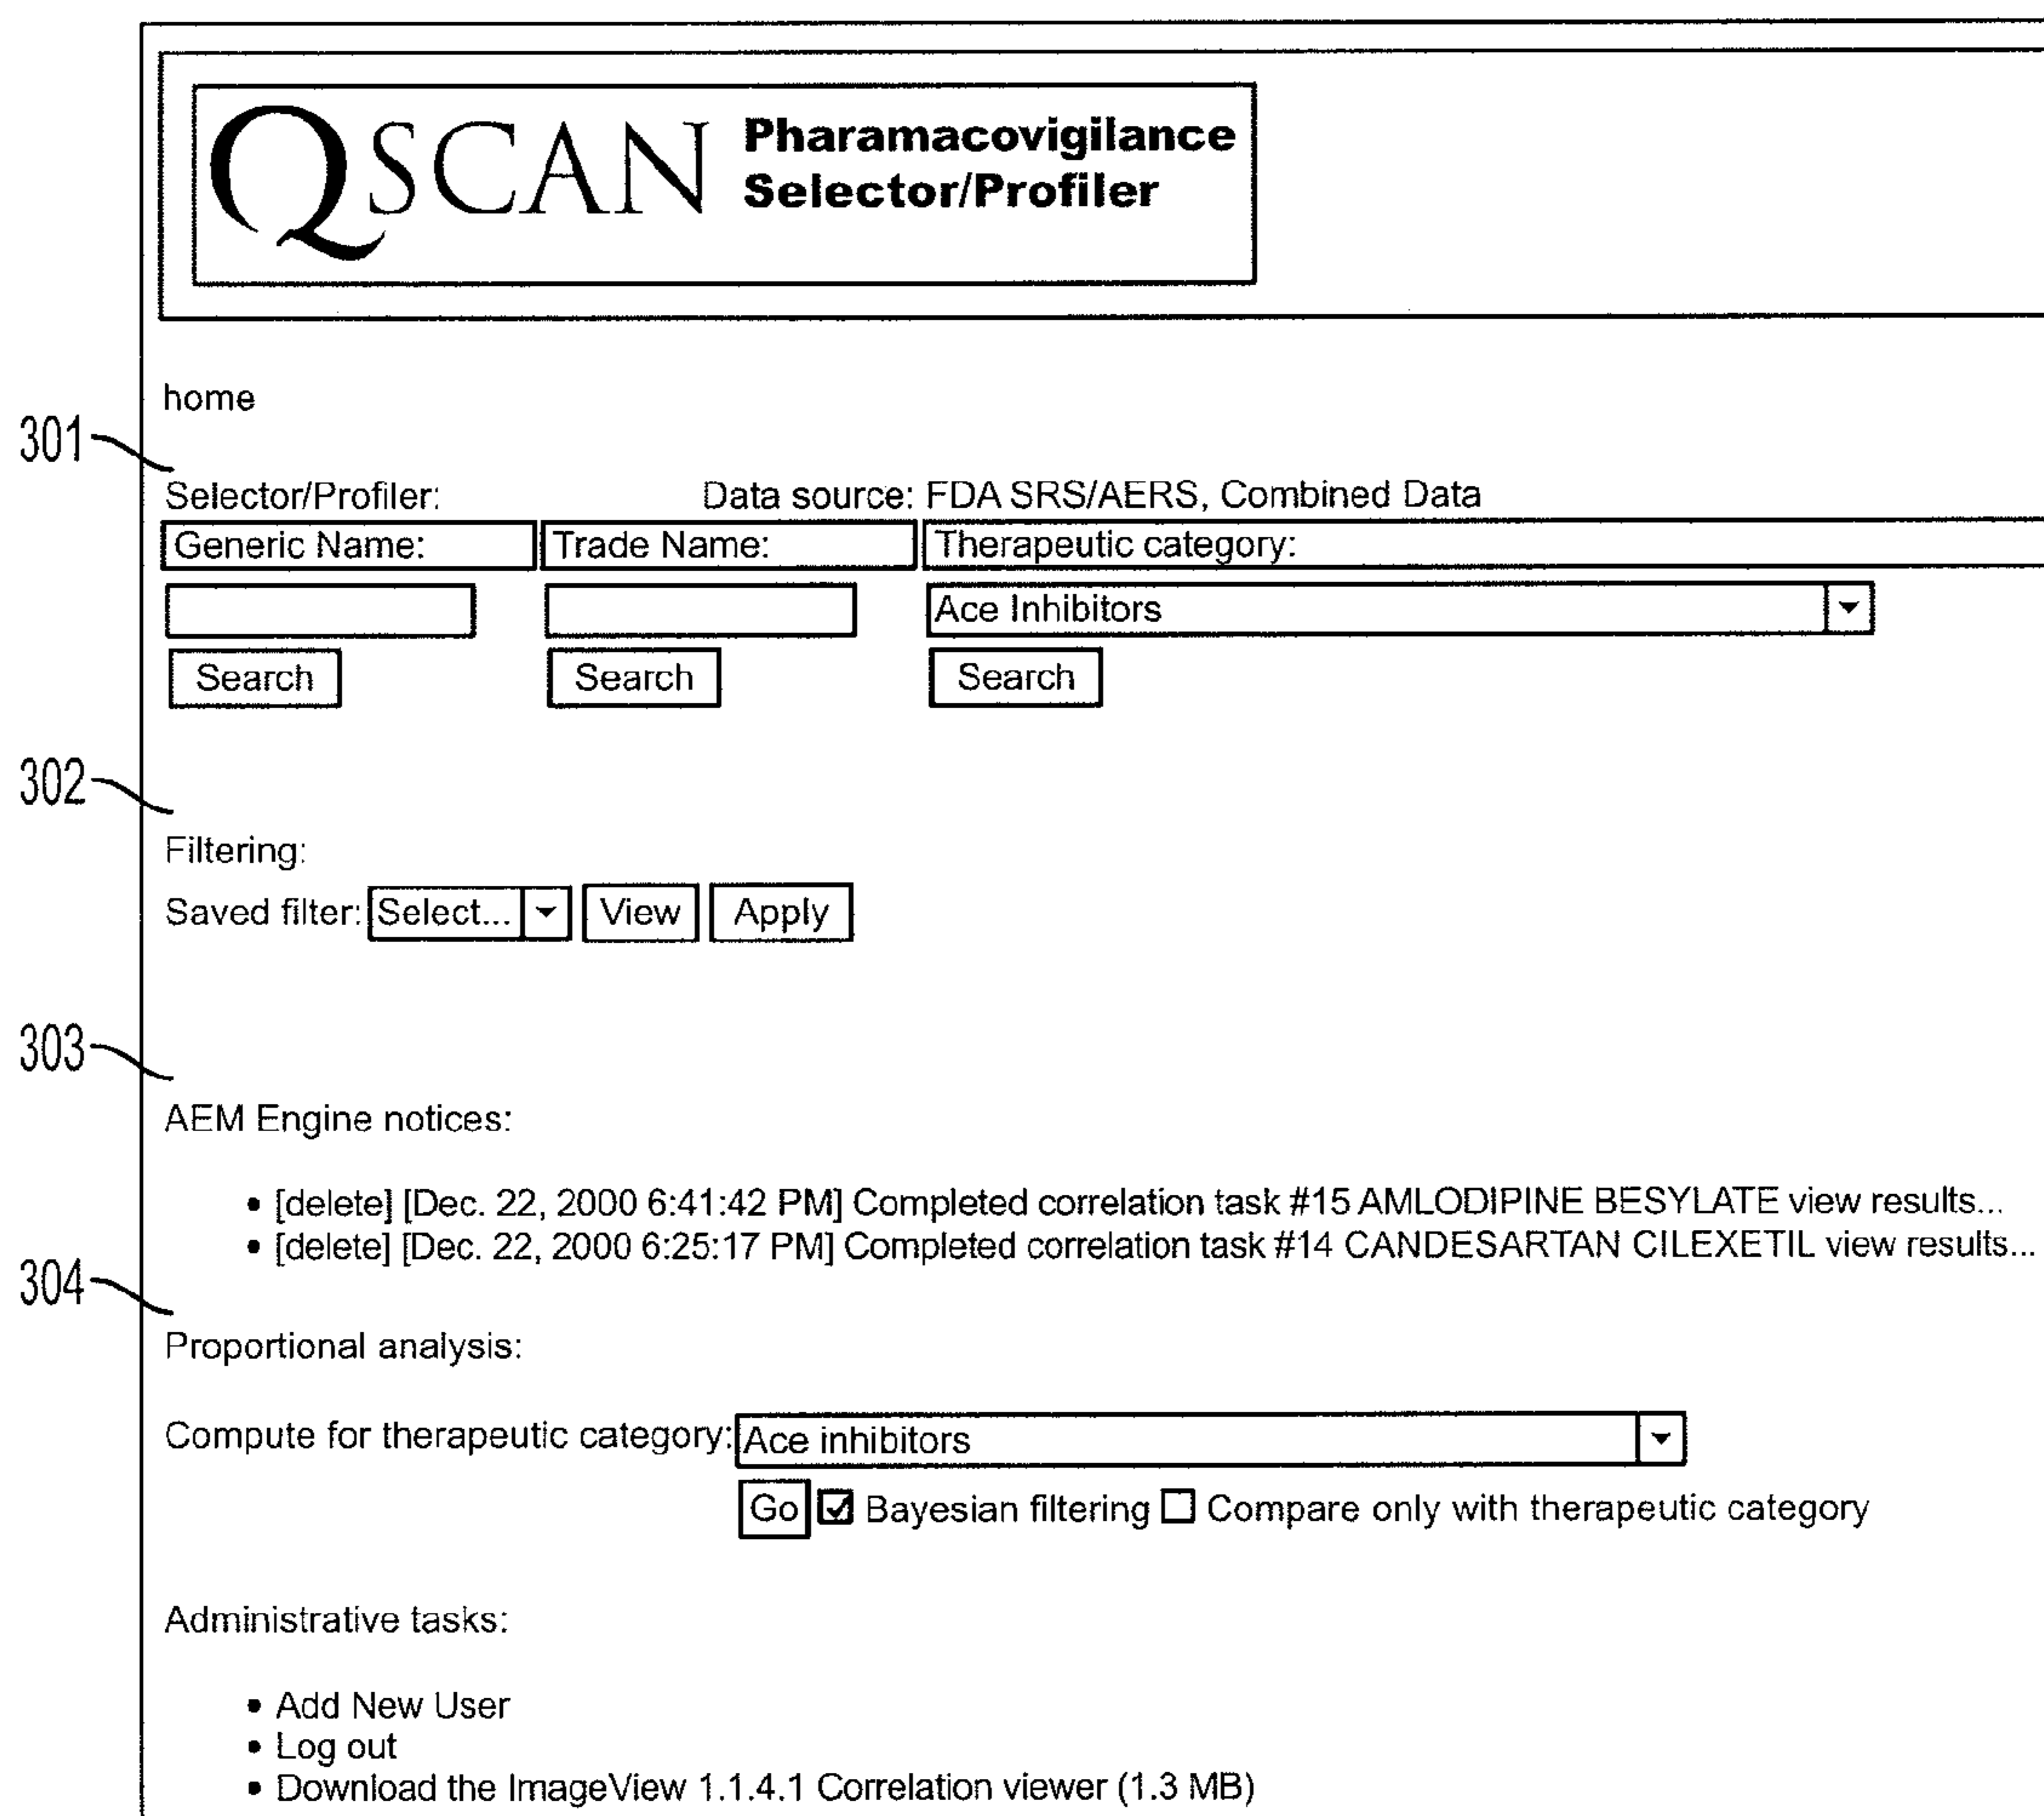 QSCAN Pharamacovigilance
Selector/Profiler
home
301
Selector/Profiler: Data source: FDA SRS/AERS, Combined Data
Generic Name: Trade Name: Therapeutic category:
Ace Inhibitors
Search Search Search
302
Filtering:
Saved filter: Select... View Apply
303
AEM Engine notices:
• [delete] [Dec. 22, 2000 6:41:42 PM] Completed correlation task #15 AMLODIPINE BESYLATE view results...
• [delete] [Dec. 22, 2000 6:25:17 PM] Completed correlation task #14 CANDESARTAN CILEXETIL view results...
304
Proportional analysis:
Compute for therapeutic category: Ace inhibitors
Go Bayesian filtering Compare only with therapeutic category
Administrative tasks:
• Add New User
• Log out
• Download the ImageView 1.1.4.1 Correlation viewer (1.3 MB)